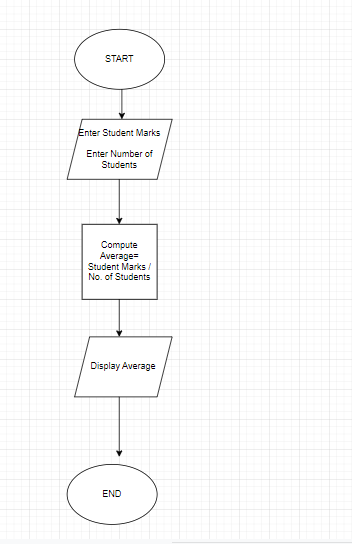 START
Enter Student Marks
Enter Number of
Students
Compute
Average=
Student Marks /
No. of Students
Display Average
END